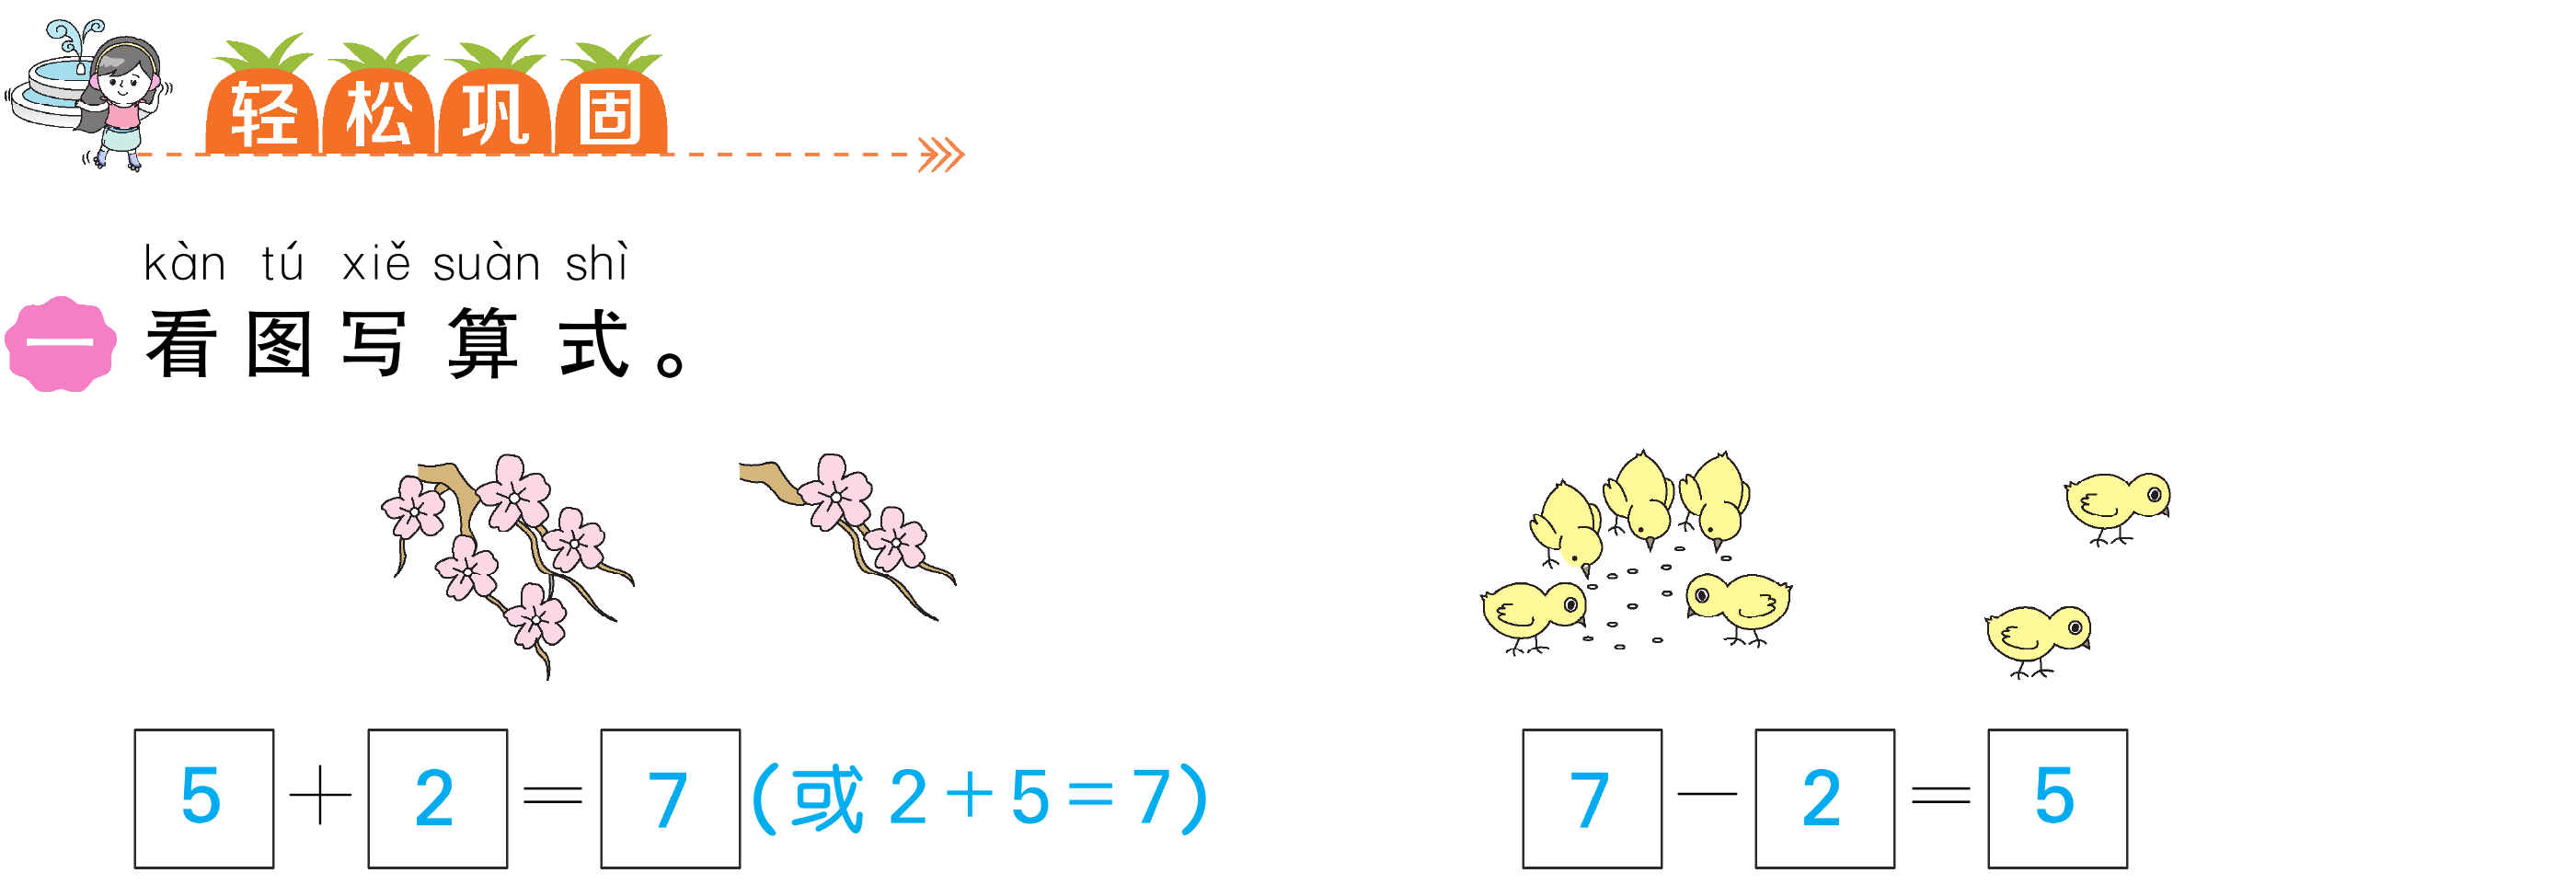 轻松巩固
kàn tú xiě suàn shì
一 看图写算式。
5 + 2 = 7 (或 2 + 5 = 7) 7 — 2 = 5